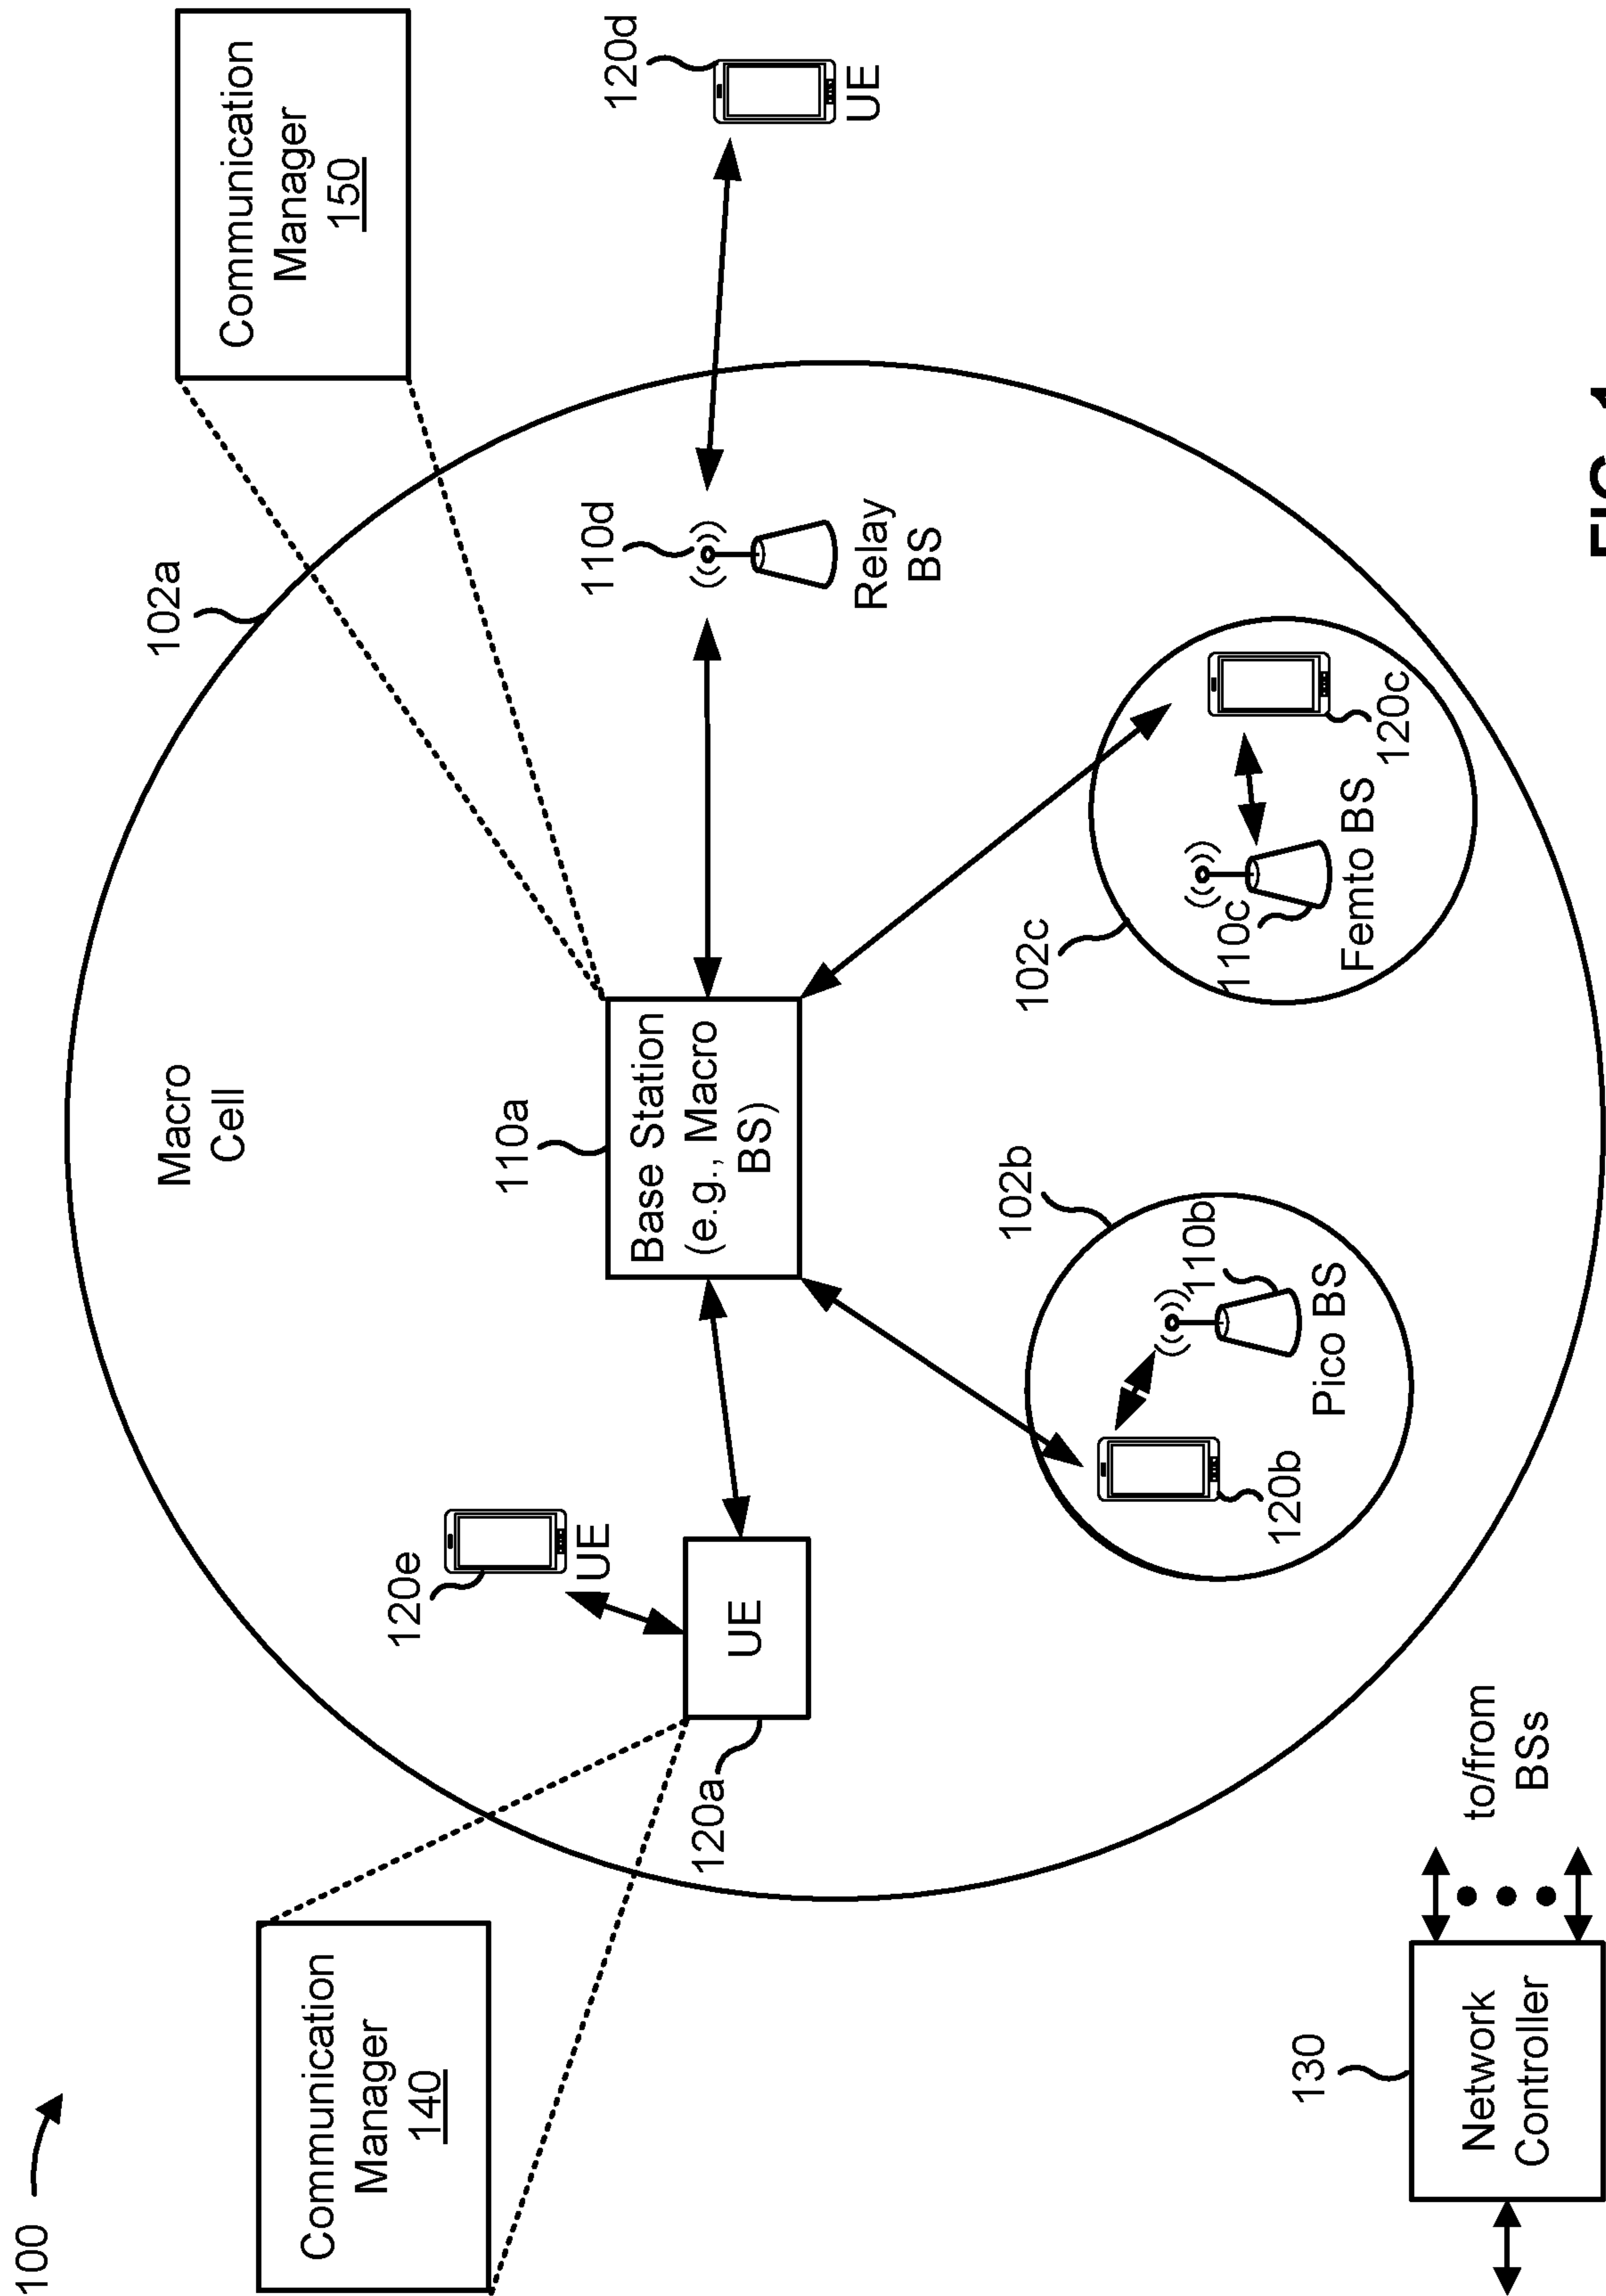 100
Communication
Manager
140
Communication
Manager
150
102a
Macro
Cell
120e
UE
110a
Base Station
(e.g., Macro
BS)
110d
Relay
BS
120d
UE
120a
UE
102b
110b
Pico BS
120b
102c
110c
Femto BS
120c
130
Network
Controller
to/from
BSs